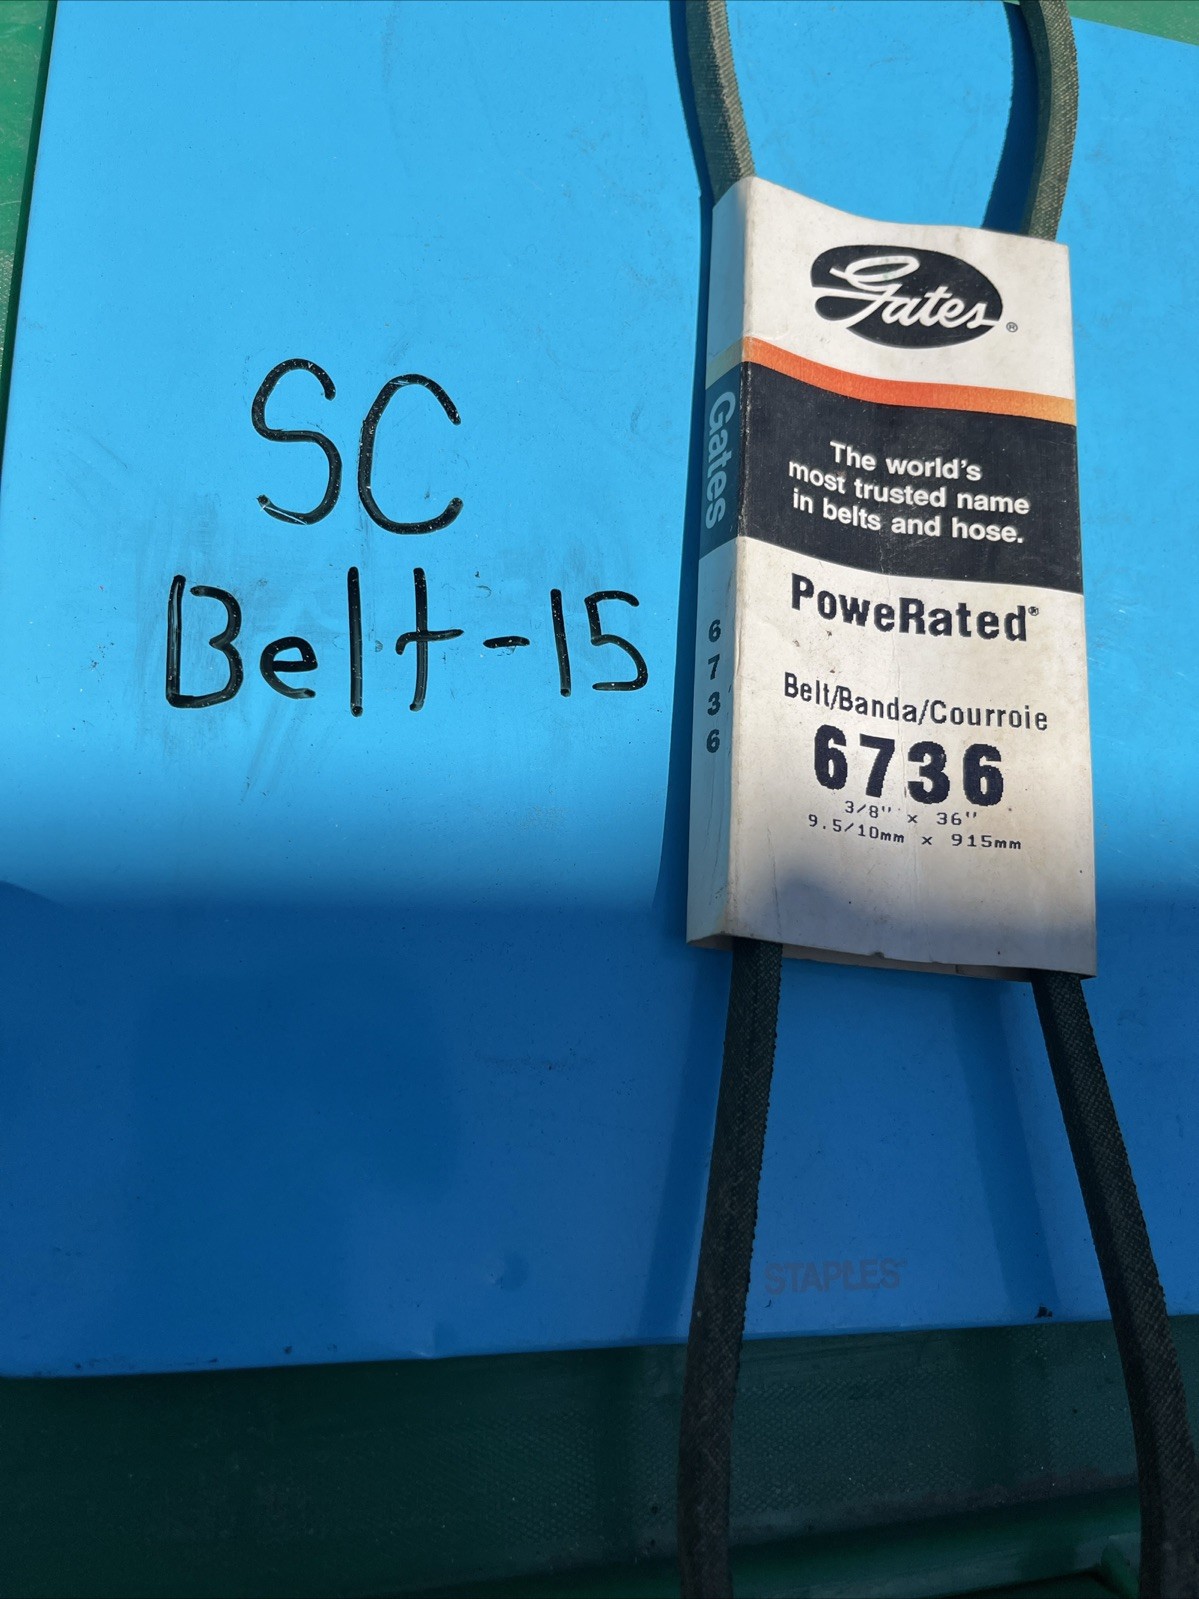 SC
Belt-15
Gates®
Gates
The world's
most trusted name
in belts and hose.
PoweRated®
6736
Belt/Banda/Courroie
6736
3/8" x 36"
9.5/10mm x 915mm
STAPLES